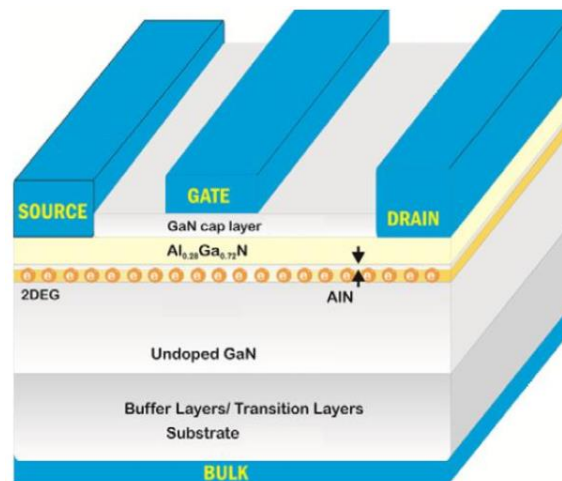 SOURCE
GATE
DRAIN
GaN cap layer
Al0.28Ga0.72N
e e e e e e e e e e e e e e e e e e
2DEG
AlN
Undoped GaN
Buffer Layers/ Transition Layers
Substrate
BULK